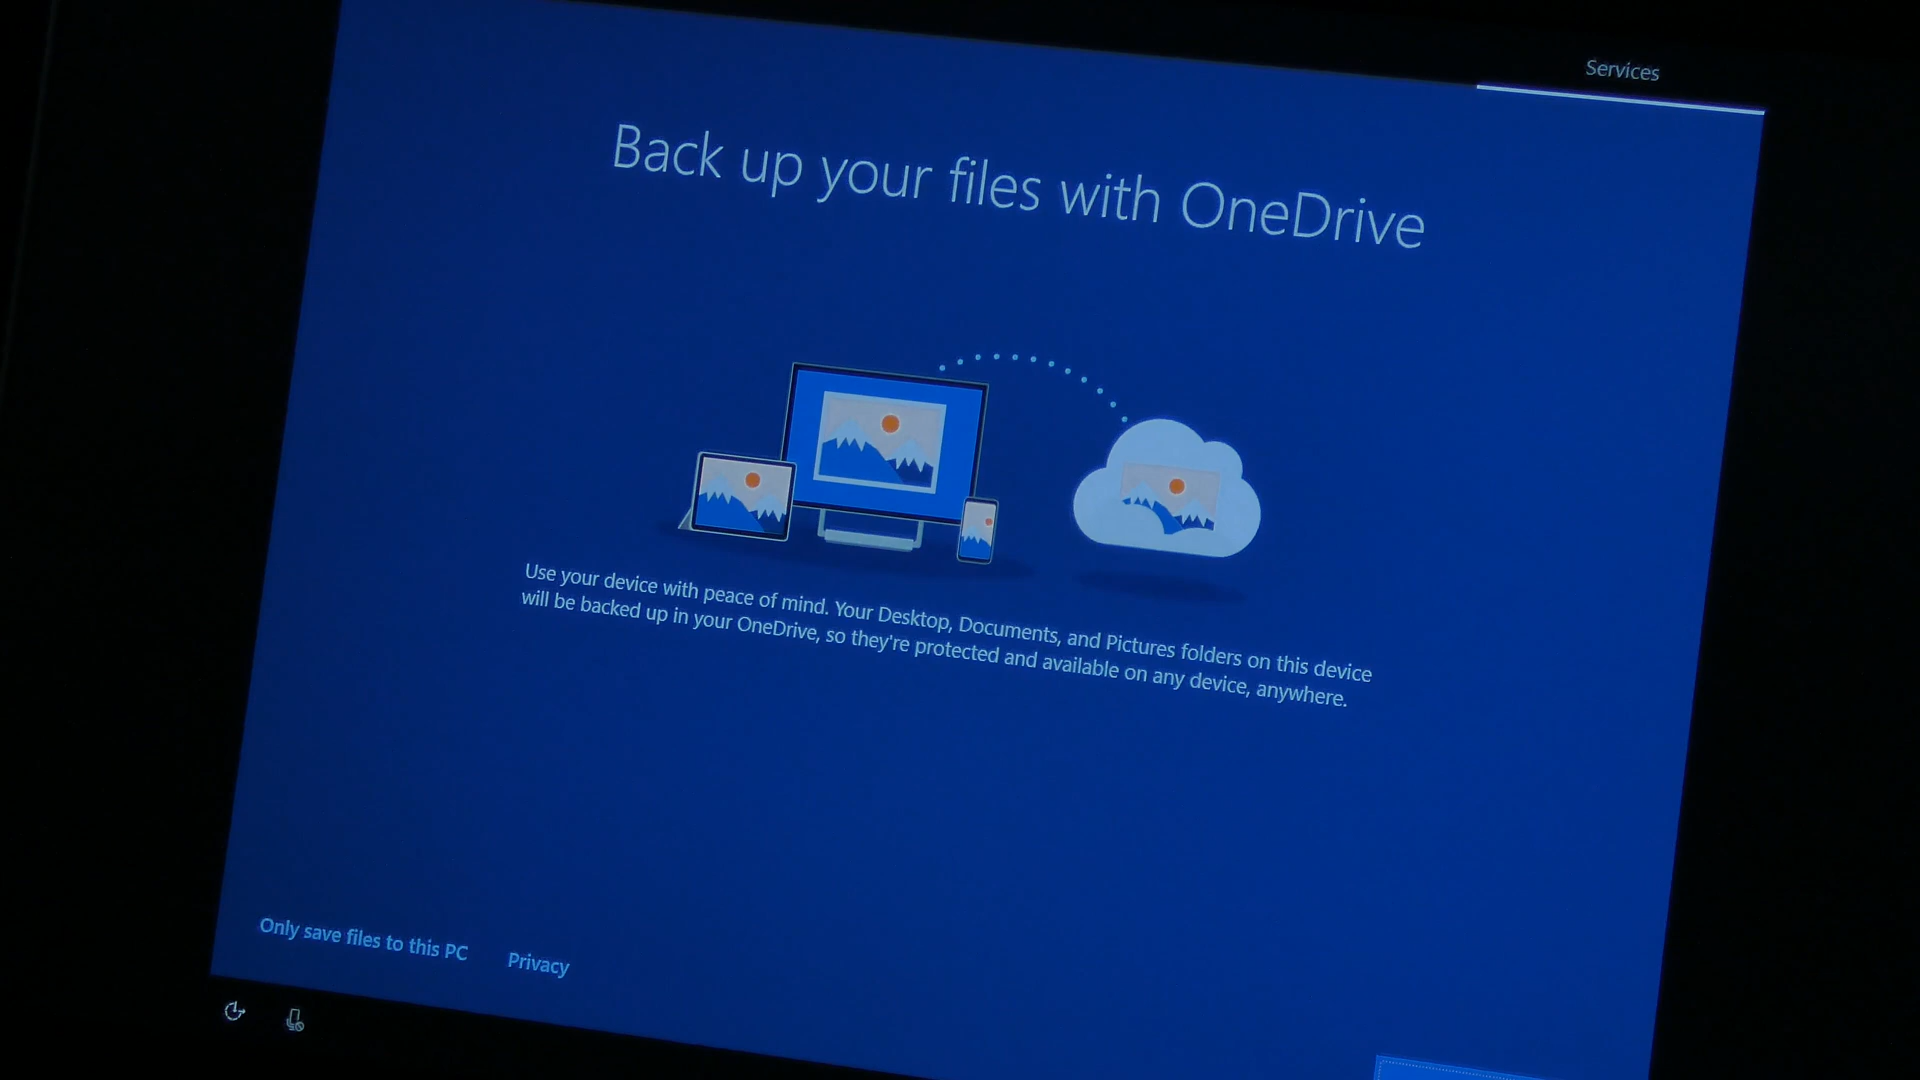 Services
Back up your files with OneDrive
Use your device with peace of mind. Your Desktop, Documents, and Pictures folders on this device
will be backed up in your OneDrive, so they're protected and available on any device, anywhere.
Only save files to this PC
Privacy